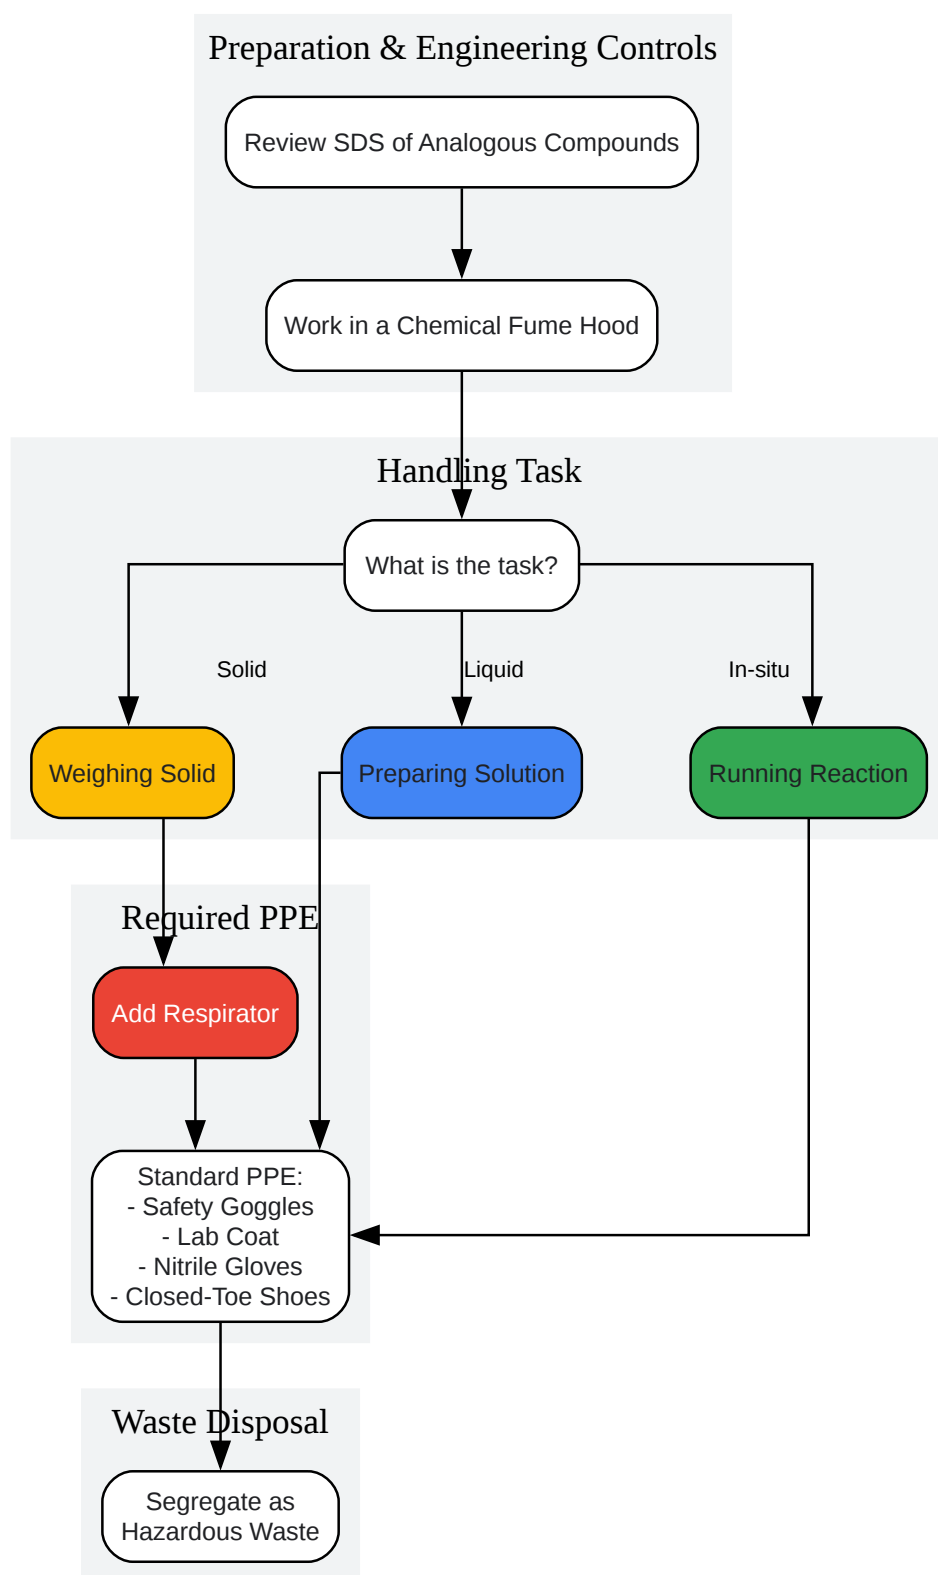 Preparation & Engineering Controls
Review SDS of Analogous Compounds
Work in a Chemical Fume Hood
Handling Task
What is the task?
Solid
Liquid
In-situ
Weighing Solid
Preparing Solution
Running Reaction
Required PPE
Add Respirator
Standard PPE:
- Safety Goggles
- Lab Coat
- Nitrile Gloves
- Closed-Toe Shoes
Waste Disposal
Segregate as
Hazardous Waste